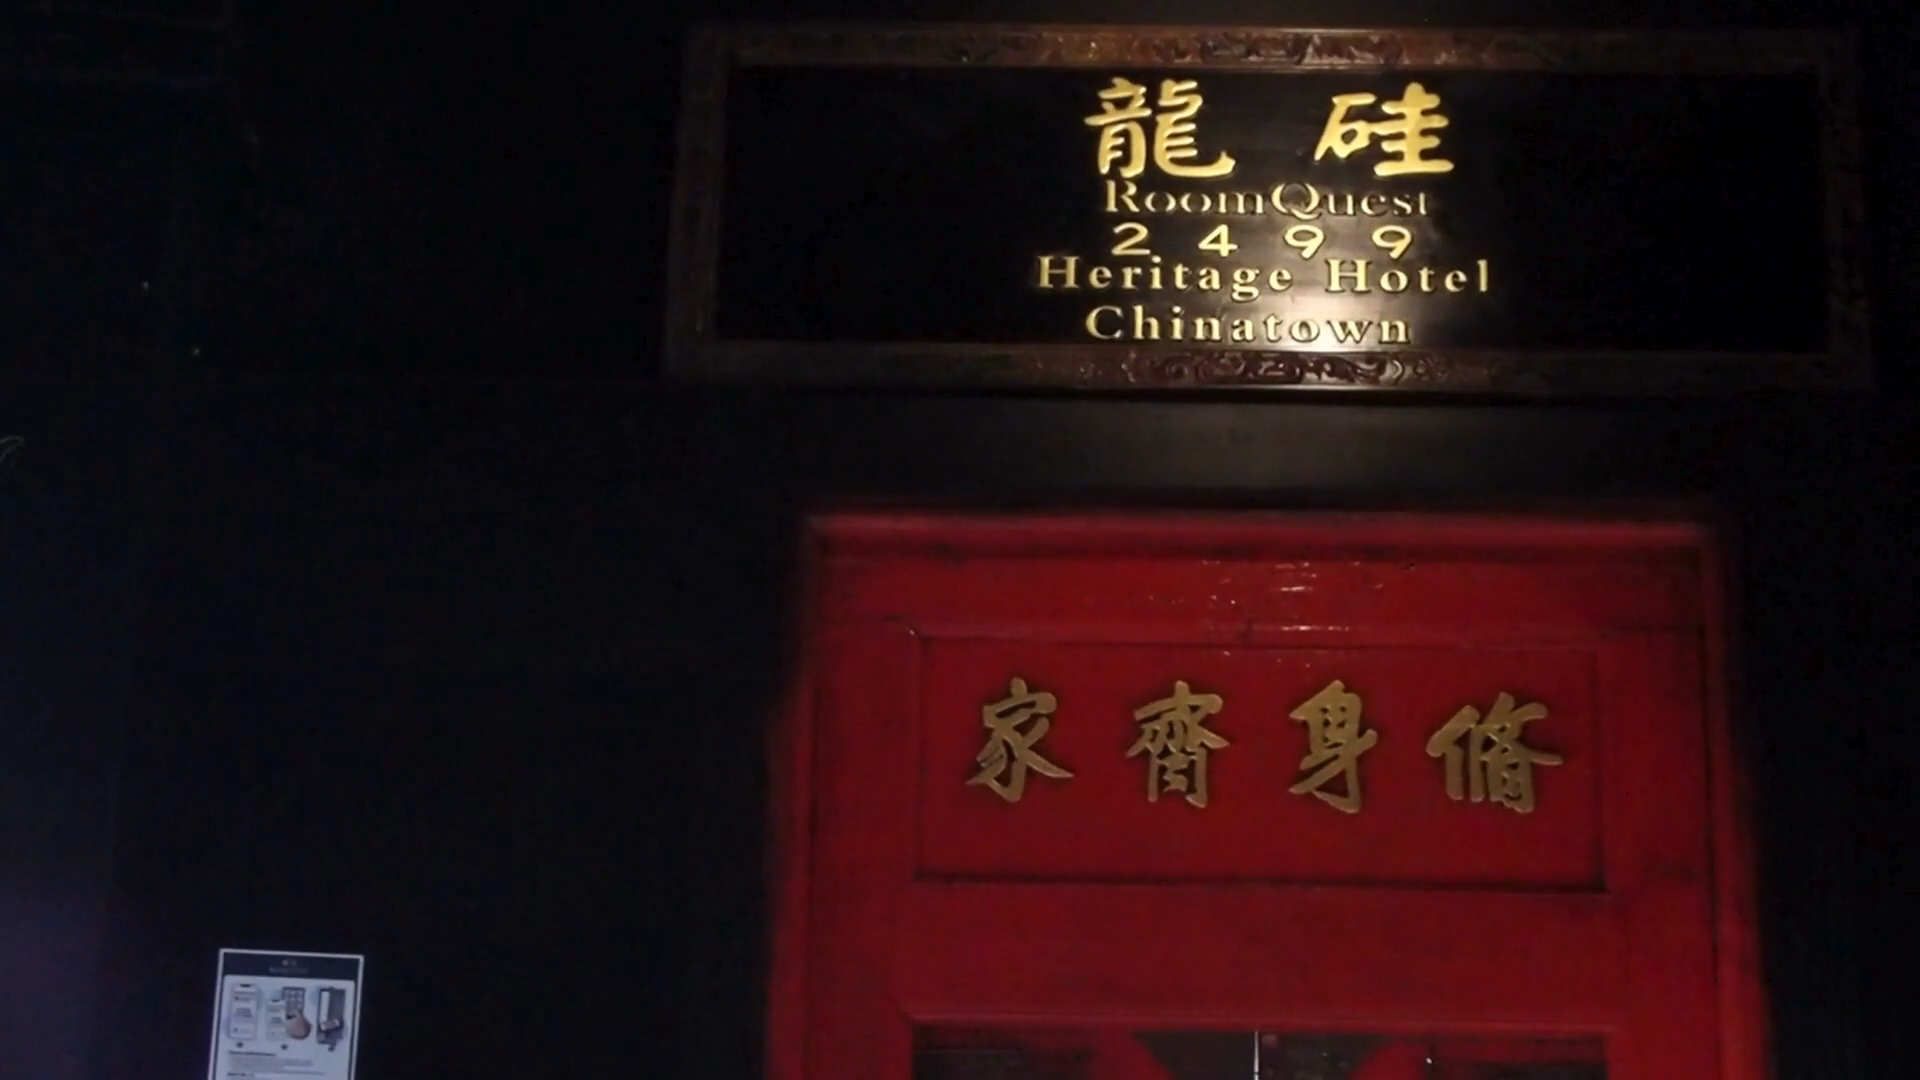 龍 硅
RoomQuest
2499
Heritage Hotel
Chinatown
家齊身脩